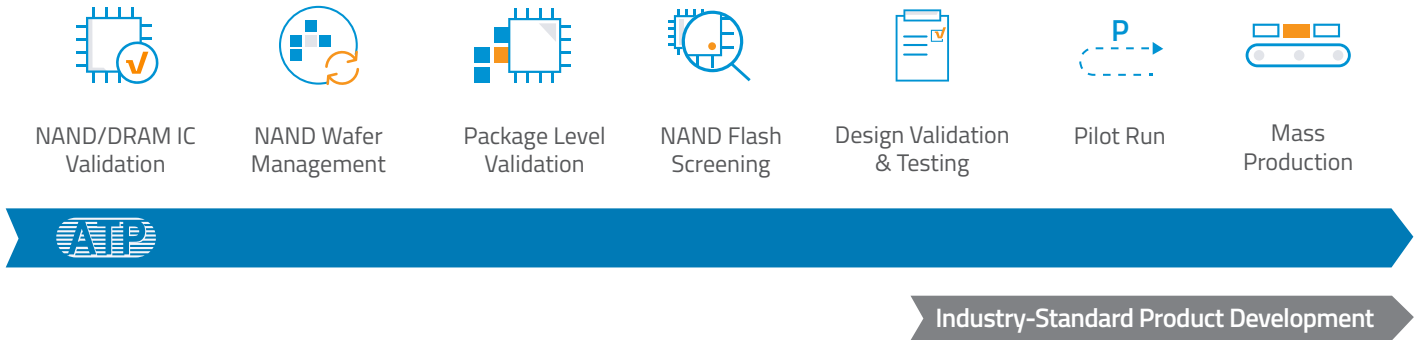 P
NAND/DRAM IC
Validation
NAND Wafer
Management
Package Level
Validation
NAND Flash
Screening
Design Validation
& Testing
Pilot Run
Mass
Production
ATP
Industry-Standard Product Development